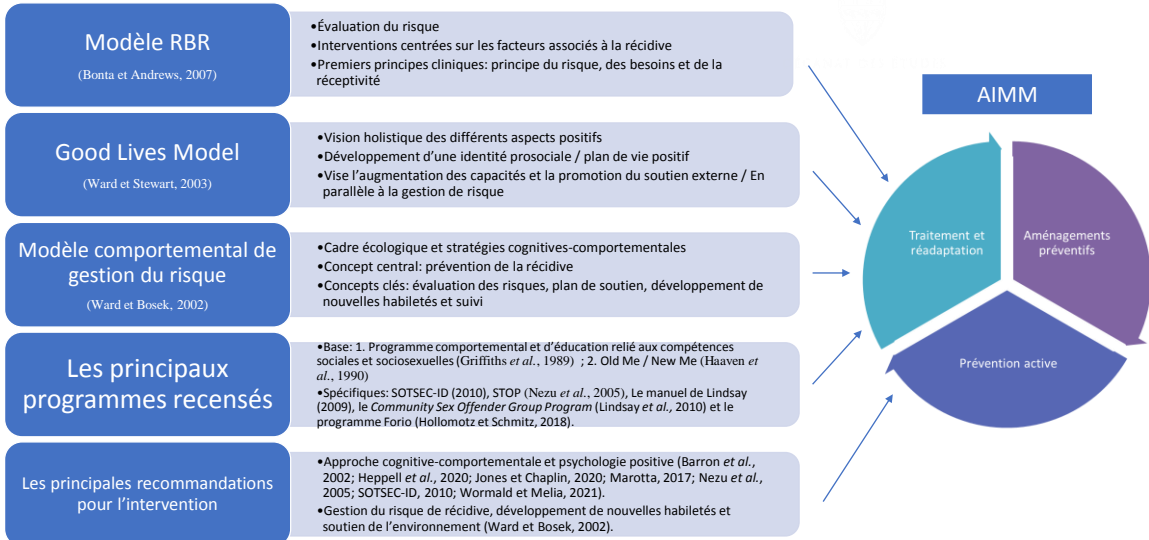 Modèle RBR
(Bonta et Andrews, 2007)
•Évaluation du risque
•Interventions centrées sur les facteurs associés à la récidive
•Premiers principes cliniques: principe du risque, des besoins et de la
réceptivité
Good Lives Model
(Ward et Stewart, 2003)
•Vision holistique des différents aspects positifs
•Développement d'une identité prosociale / plan de vie positif
•Vise l'augmentation des capacités et la promotion du soutien externe / En
parallèle à la gestion de risque
Modèle comportemental de
gestion du risque
(Ward et Bosek, 2002)
•Cadre écologique et stratégies cognitives-comportementales
•Concept central: prévention de la récidive
•Concepts clés: évaluation des risques, plan de soutien, développement de
nouvelles habiletés et suivi
Les principaux
programmes recensés
•Base: 1. Programme comportemental et d'éducation relié aux compétences
sociales et sociosexuelles (Griffiths et al., 1989) ; 2. Old Me / New Me (Haaven et
al., 1990)
•Spécifiques: SOTSEC-ID (2010), STOP (Nezu et al., 2005), Le manuel de Lindsay
(2009), le Community Sex Offender Group Program (Lindsay et al., 2010) et le
programme Forio (Hollomotz et Schmitz, 2018).
Les principales recommandations
pour l'intervention
•Approche cognitive-comportementale et psychologie positive (Barron et al.,
2002; Heppell et al., 2020; Jones et Chaplin, 2020; Marotta, 2017; Nezu et al.,
2005; SOTSEC-ID, 2010; Wormald et Melia, 2021).
•Gestion du risque de récidive, développement de nouvelles habiletés et
soutien de l'environnement (Ward et Bosek, 2002).
AIMM
Traitement et
réadaptation
Aménagements
préventifs
Prévention active